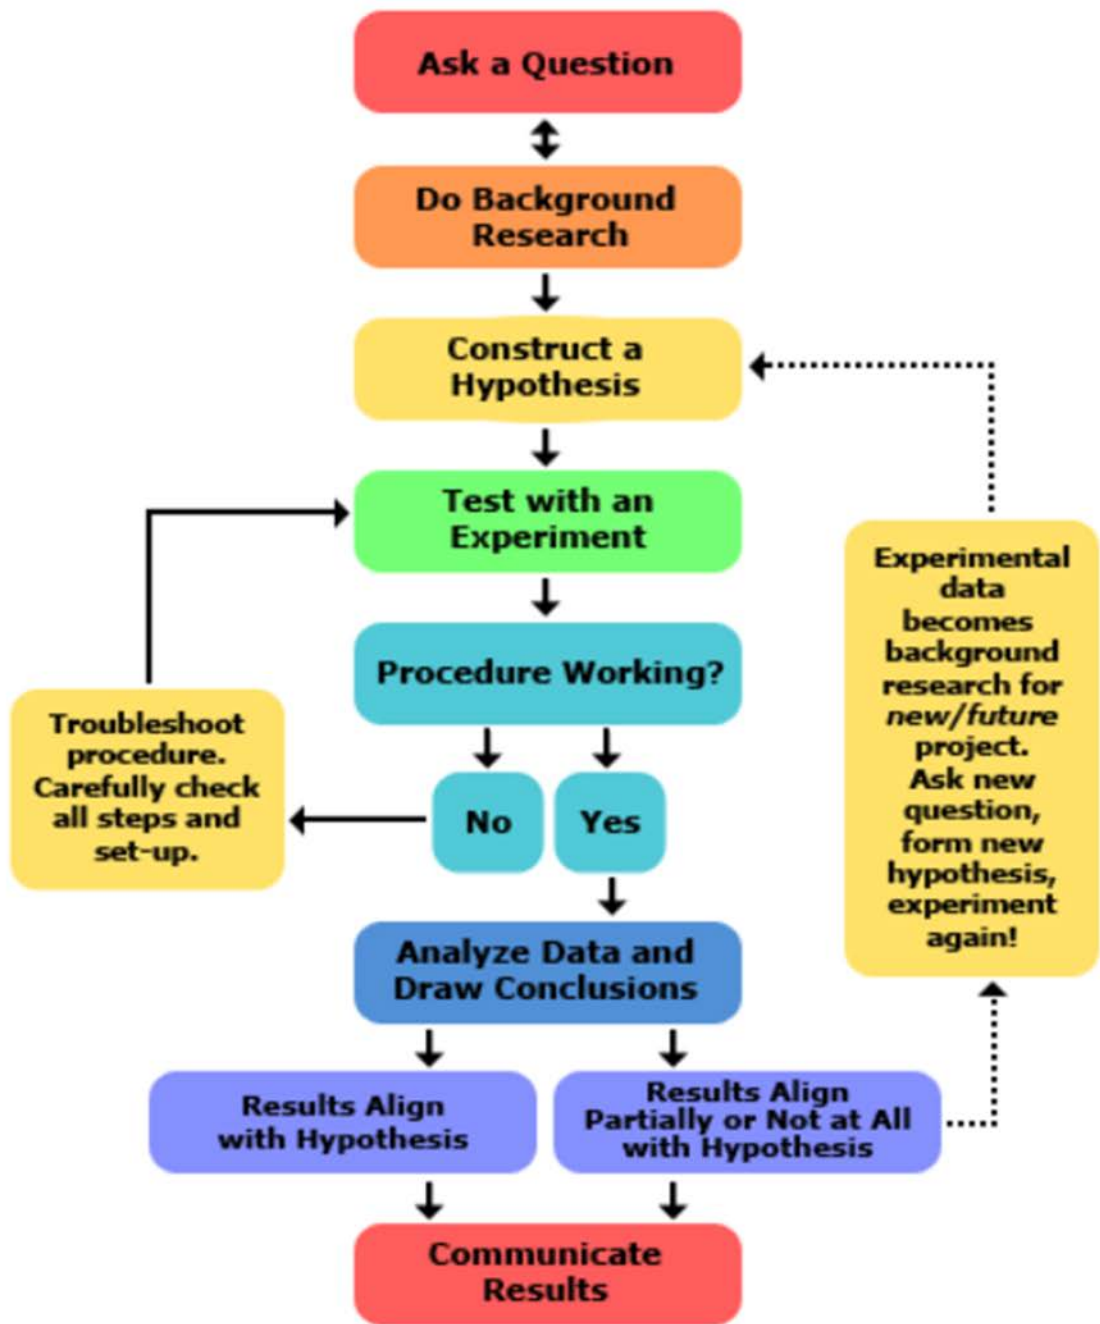 Ask a Question
Do Background
Research
Construct a
Hypothesis
Test with an
Experiment
Procedure Working?
No
Yes
Troubleshoot
procedure.
Carefully check
all steps and
set-up.
Analyze Data and
Draw Conclusions
Results Align
with Hypothesis
Results Align
Partially or Not at All
with Hypothesis
Experimental
data
becomes
background
research for
new/future
project.
Ask new
question,
form new
hypothesis,
experiment
again!
Communicate
Results